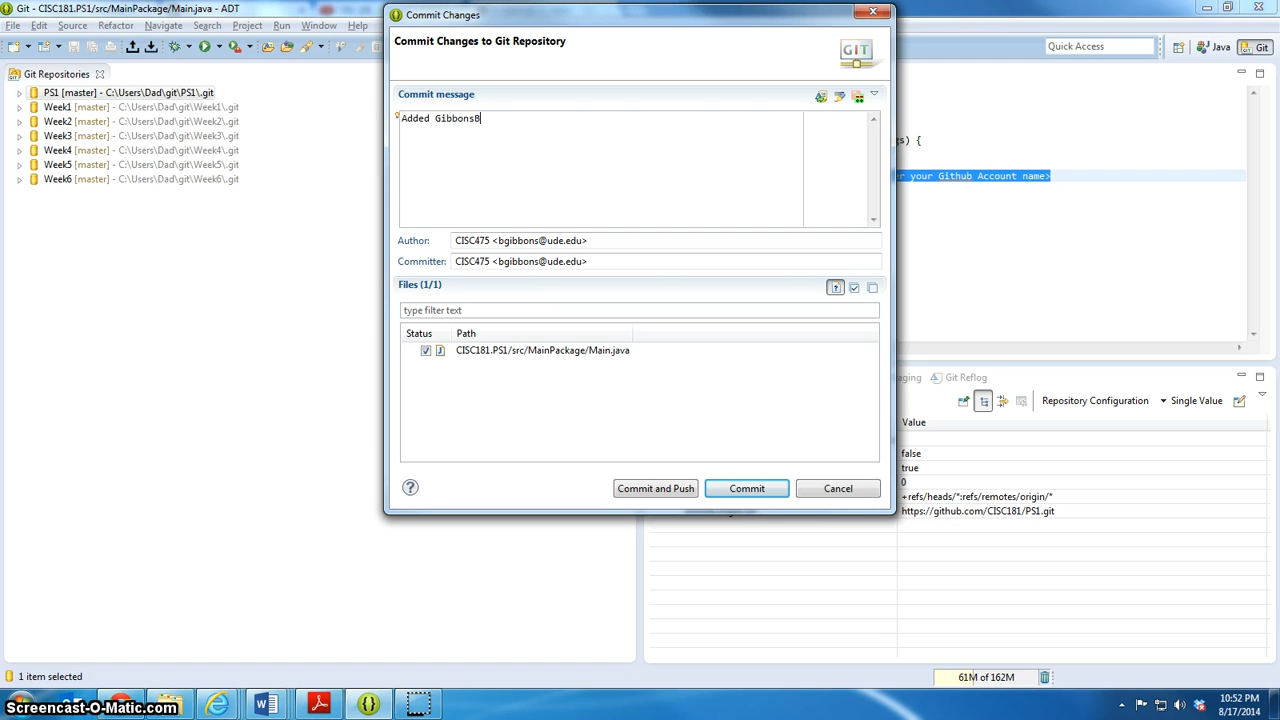 Git - CISC181.PS1/src/MainPackage/Main.java - ADT
File Edit Source Refactor Navigate Search Project Run Window Help
Quick Access
Java
Git
Git Repositories
PS1 [master] - C:\Users\Dad\git\PS1\.git
Week1 [master] - C:\Users\Dad\git\Week1\.git
Week2 [master] - C:\Users\Dad\git\Week2\.git
Week3 [master] - C:\Users\Dad\git\Week3\.git
Week4 [master] - C:\Users\Dad\git\Week4\.git
Week5 [master] - C:\Users\Dad\git\Week5\.git
Week6 [master] - C:\Users\Dad\git\Week6\.git
Commit Changes
Commit Changes to Git Repository
GIT
Commit message
Added GibbonsB
Author: CISC475 <bgibbons@ude.edu>
Committer: CISC475 <bgibbons@ude.edu>
Files (1/1)
type filter text
Status Path
CISC181.PS1/src/MainPackage/Main.java
Commit and Push
Commit
Cancel
gs) {
er your Github Account name>
aging
Git Reflog
Repository Configuration
Single Value
Value
false
true
0
+refs/heads/*:refs/remotes/origin/*
https://github.com/CISC181/PS1.git
1 item selected
61M of 162M
Screencast-O-Matic.com
10:52 PM
8/17/2014